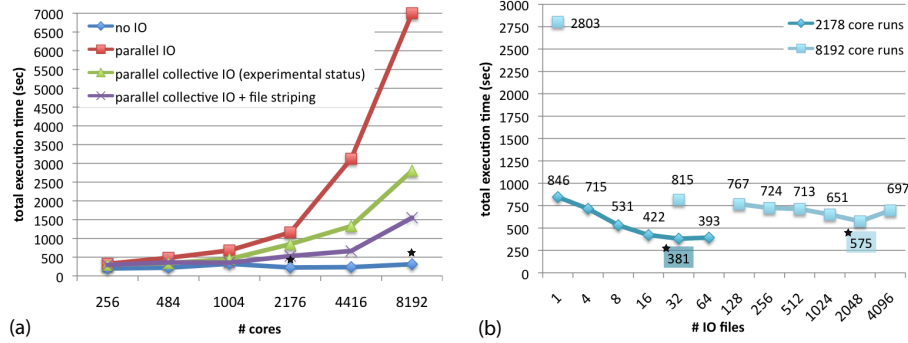 7000
6500
6000
5500
5000
4500
4000
3500
3000
2500
2000
1500
1000
500
0
total execution time (sec)
no IO
parallel IO
parallel collective IO (experimental status)
parallel collective IO + file striping
256 484 1004 2176 4416 8192
# cores
(a)
3000
2750
2500
2250
2000
1750
1500
1250
1000
750
500
250
0
total execution time (sec)
2178 core runs
8192 core runs
2803
846 715 531 422 381 393
815 767 724 713 651 575 697
1 4 8 16 32 64 128 256 512 1024 2048 4096
# IO files
(b)